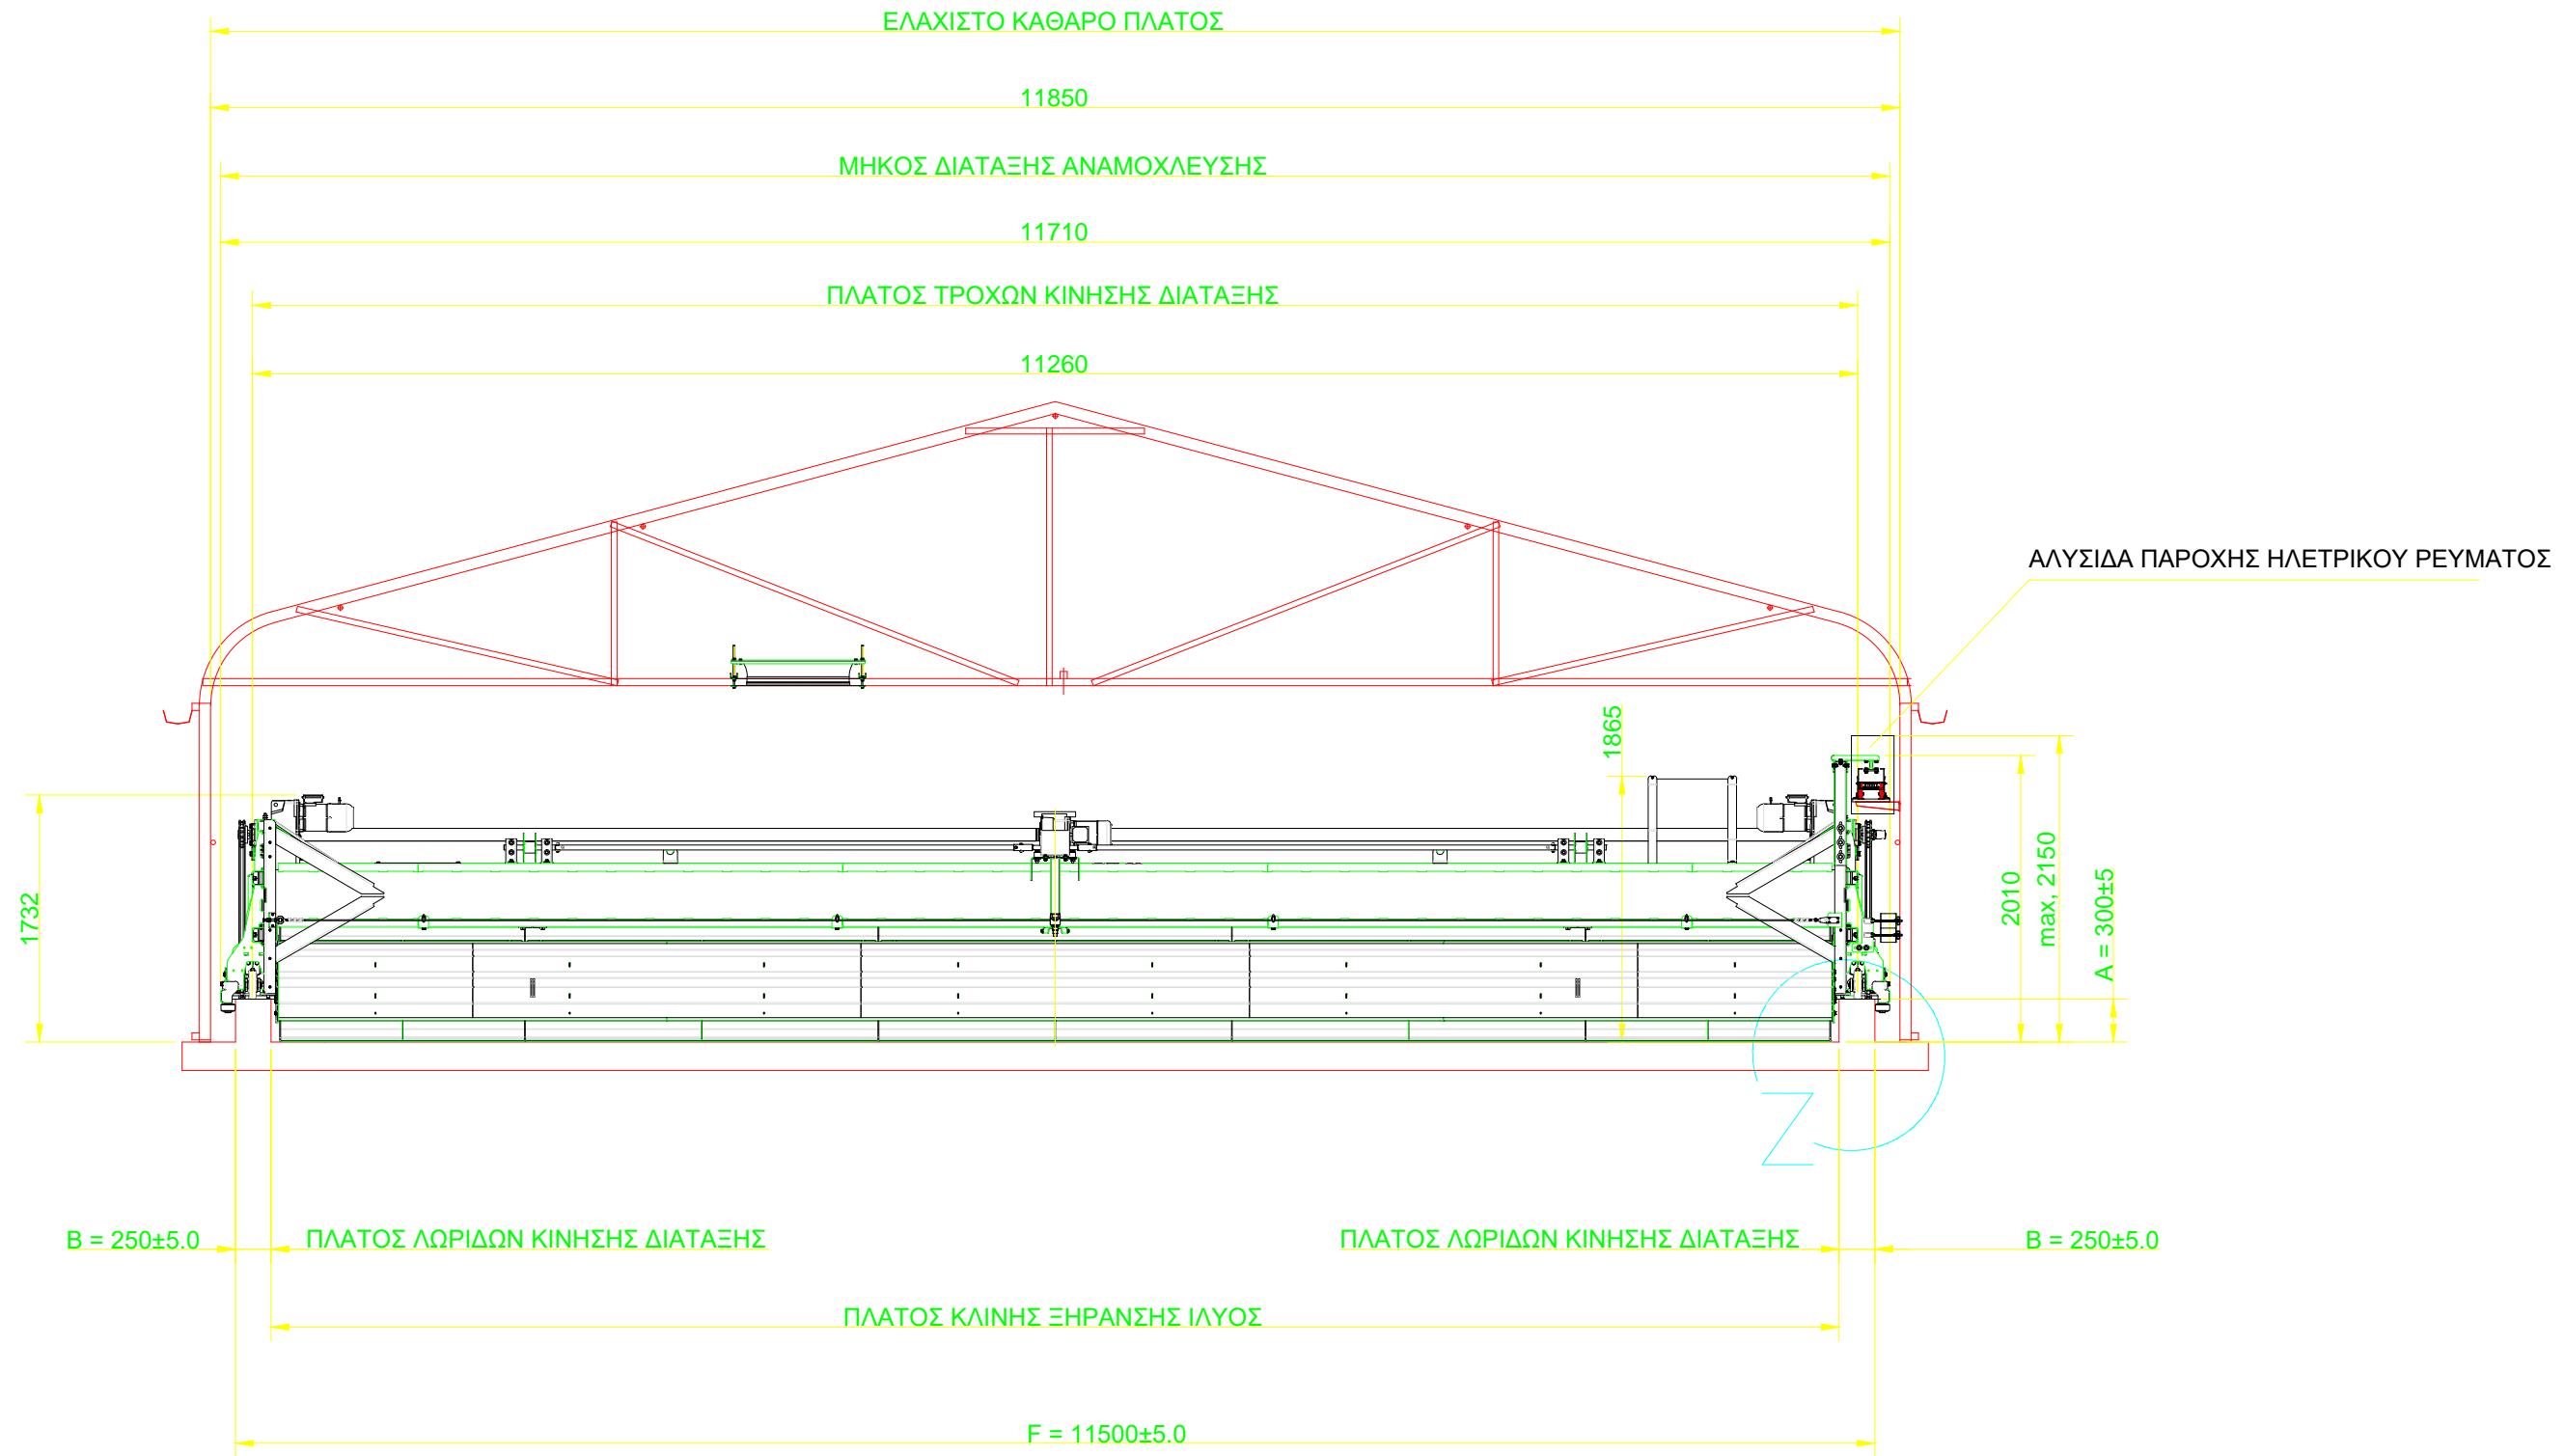 ΕΛΑΧΙΣΤΟ ΚΑΘΑΡΟ ΠΛΑΤΟΣ
11850
ΜΗΚΟΣ ΔΙΑΤΑΞΗΣ ΑΝΑΜΟΧΛΕΥΣΗΣ
11710
ΠΛΑΤΟΣ ΤΡΟΧΩΝ ΚΙΝΗΣΗΣ ΔΙΑΤΑΞΗΣ
11260
ΑΛΥΣΙΔΑ ΠΑΡΟΧΗΣ ΗΛΕΤΡΙΚΟΥ ΡΕΥΜΑΤΟΣ
1865
1732
2010
max, 2150
A = 300±5
Z
B = 250±5.0
ΠΛΑΤΟΣ ΛΩΡΙΔΩΝ ΚΙΝΗΣΗΣ ΔΙΑΤΑΞΗΣ
ΠΛΑΤΟΣ ΛΩΡΙΔΩΝ ΚΙΝΗΣΗΣ ΔΙΑΤΑΞΗΣ
B = 250±5.0
ΠΛΑΤΟΣ ΚΛΙΝΗΣ ΞΗΡΑΝΣΗΣ ΙΛΥΟΣ
F = 11500±5.0